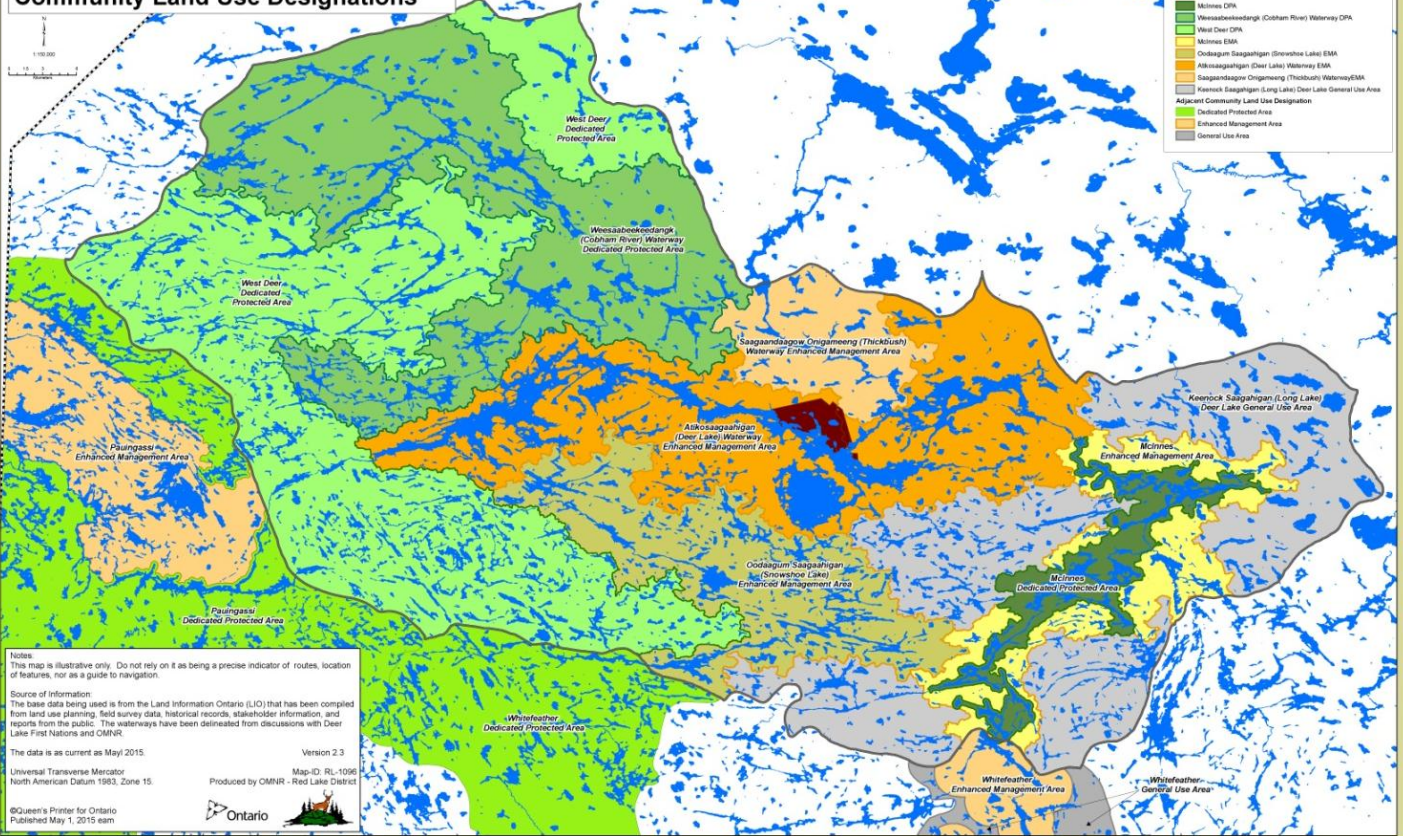 Community Land Use Designations
N
1:150,000
Kilometers
McInnes DPA
Weesaabeekeedangk (Cobham River) Waterway DPA
West Deer DPA
McInnes EMA
Oodaagum Saagaahigan (Snowshoe Lake) EMA
Atikosaagaahigan (Deer Lake) Waterway EMA
Saagaandaagow Onigameeng (Thickbush) WaterwayEMA
Keenock Saagahigan (Long Lake) Deer Lake General Use Area
Adjacent Community Land Use Designation
Dedicated Protected Area
Enhanced Management Area
General Use Area
West Deer
Dedicated
Protected Area
Weesaabeekeedangk
(Cobham River) Waterway
Dedicated Protected Area
West Deer
Dedicated
Protected Area
Saagaandaagow Onigameeng (Thickbush)
Waterway Enhanced Management Area
Keenock Saagahigan (Long Lake)
Deer Lake General Use Area
Atikosaagaahigan
(Deer Lake) Waterway
Enhanced Management Area
McInnes
Enhanced Management Area
Pauingassi
Enhanced Management Area
Oodaagum Saagaahigan
(Snowshoe Lake)
Enhanced Management Area
McInnes
Dedicated Protected Area
Pauingassi
Dedicated Protected Area
Whitefeather
Dedicated Protected Area
Whitefeather
Enhanced Management Area
Whitefeather
General Use Area
Notes:
This map is illustrative only. Do not rely on it as being a precise indicator of routes, location
of features, nor as a guide to navigation.
Source of Information:
The base data being used is from the Land Information Ontario (LIO) that has been compiled
from land use planning, field survey data, historical records, stakeholder information, and
reports from the public. The waterways have been delineated from discussions with Deer
Lake First Nations and OMNR.
The data is as current as Mayl 2015.
Version 2.3
Universal Transverse Mercator
North American Datum 1983, Zone 15.
Map-ID: RL-1096
Produced by OMNR - Red Lake District
©Queen's Printer for Ontario
Published May 1, 2015 eam
Ontario